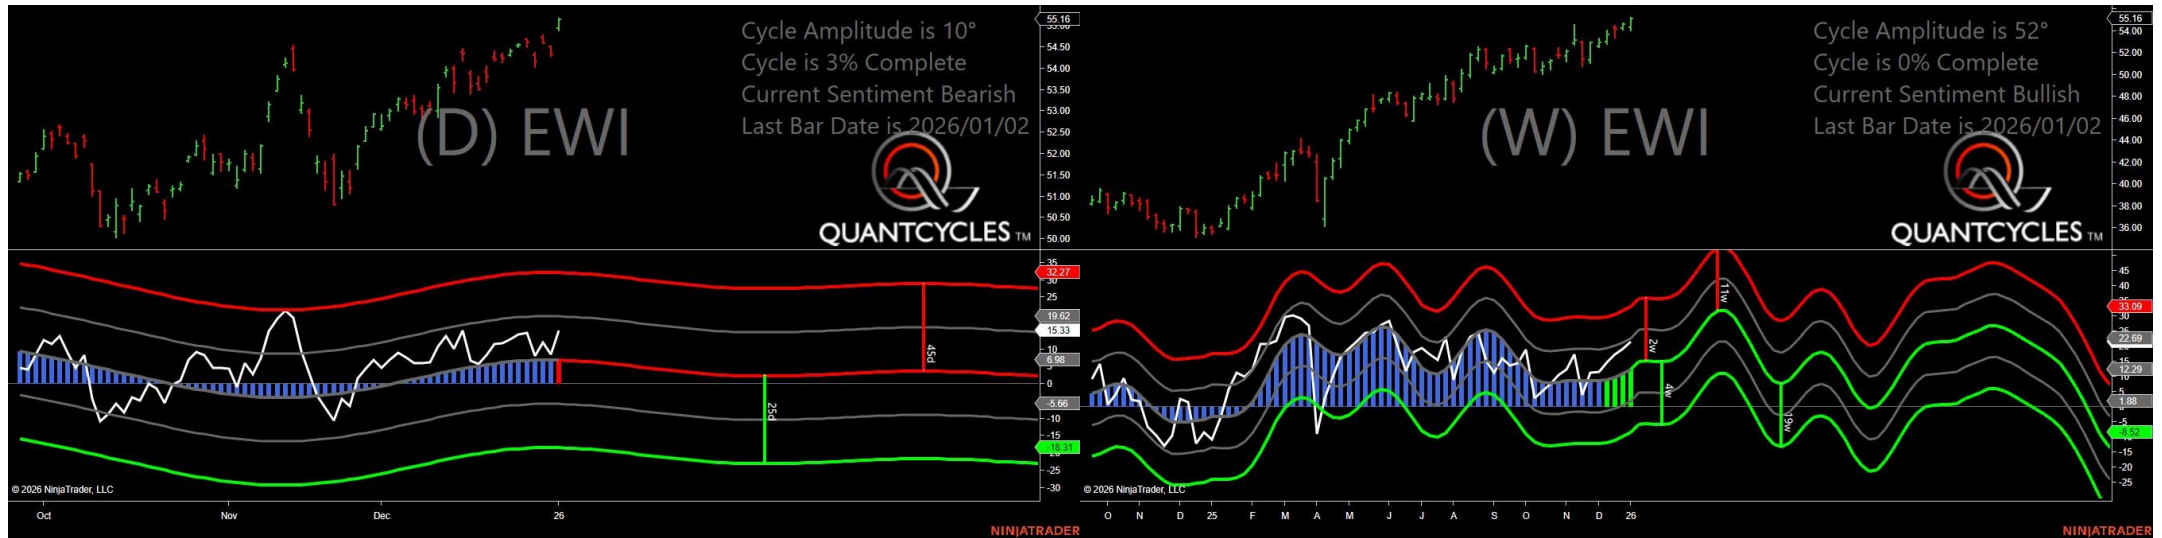 Cycle Amplitude is 10°
Cycle is 3% Complete
Current Sentiment Bearish
Last Bar Date is 2026/01/02
(D) EWI
QUANTCYCLES TM
55.16
54.50
54.00
53.50
53.00
52.50
52.00
51.50
51.00
50.50
50.00
35
32.27
30
25
19.62
15.33
10
6.98
0
-5.66
-10
-15
-18.31
-25
-30
45d
25d
© 2026 NinjaTrader, LLC
Oct Nov Dec 26
NINJATRADER
Cycle Amplitude is 52°
Cycle is 0% Complete
Current Sentiment Bullish
Last Bar Date is 2026/01/02
(W) EWI
QUANTCYCLES TM
55.16
54.00
52.00
50.00
48.00
46.00
44.00
42.00
40.00
38.00
36.00
45
40
33.09
30
22.69
15
12.29
5
1.88
-5
-8.52
-15
-20
-25
11w
2w
4w
19w
© 2026 NinjaTrader, LLC
O N D 25 F M A M J J A S O N D 26
NINJATRADER